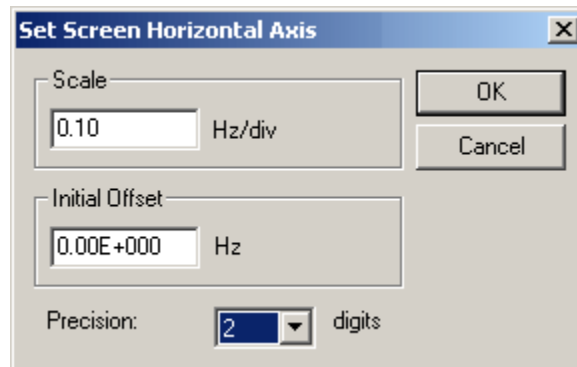 Set Screen Horizontal Axis
Scale
0.10 Hz/div
OK
Cancel
Initial Offset
0.00E+000 Hz
Precision: 2 digits